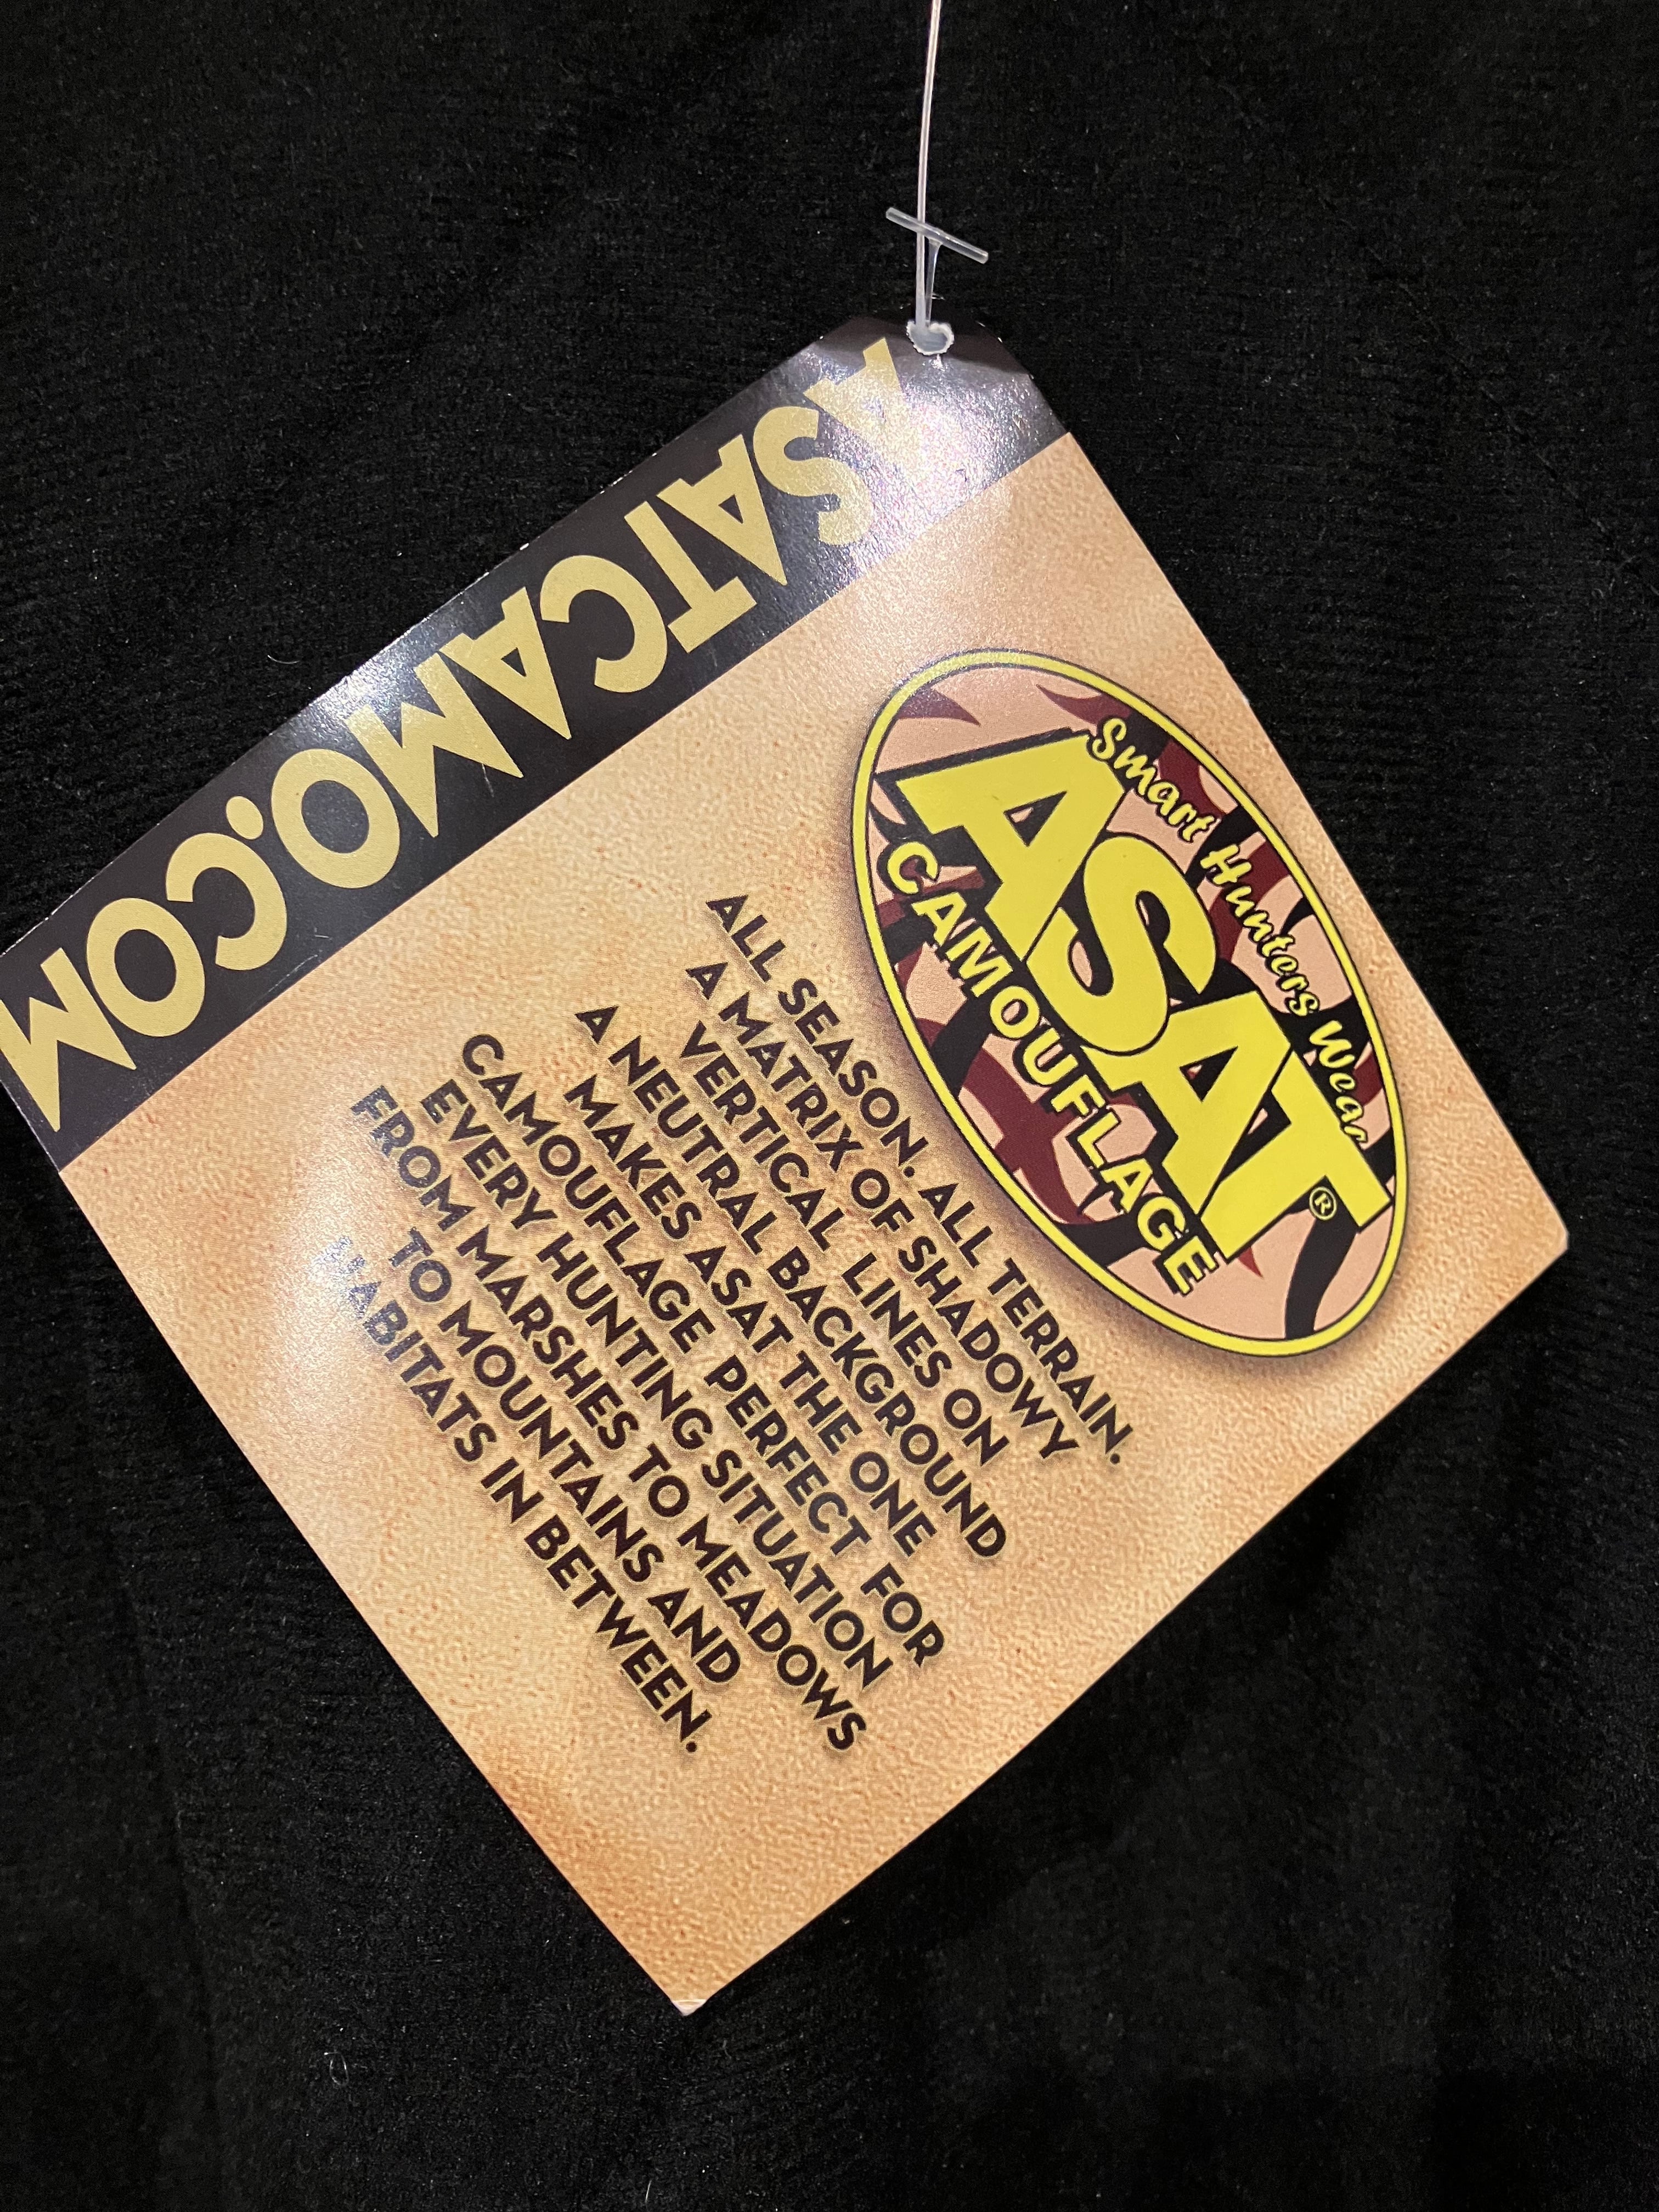 Smart Hunters Wear
ASAT®
CAMOUFLAGE
ALL SEASON. ALL TERRAIN.
A MATRIX OF SHADOWY
VERTICAL LINES ON
A NEUTRAL BACKGROUND
MAKES ASAT THE ONE
CAMOUFLAGE PERFECT FOR
EVERY HUNTING SITUATION
FROM MARSHES TO MEADOWS
TO MOUNTAINS AND
HABITATS IN BETWEEN.
ASATCAMO.COM